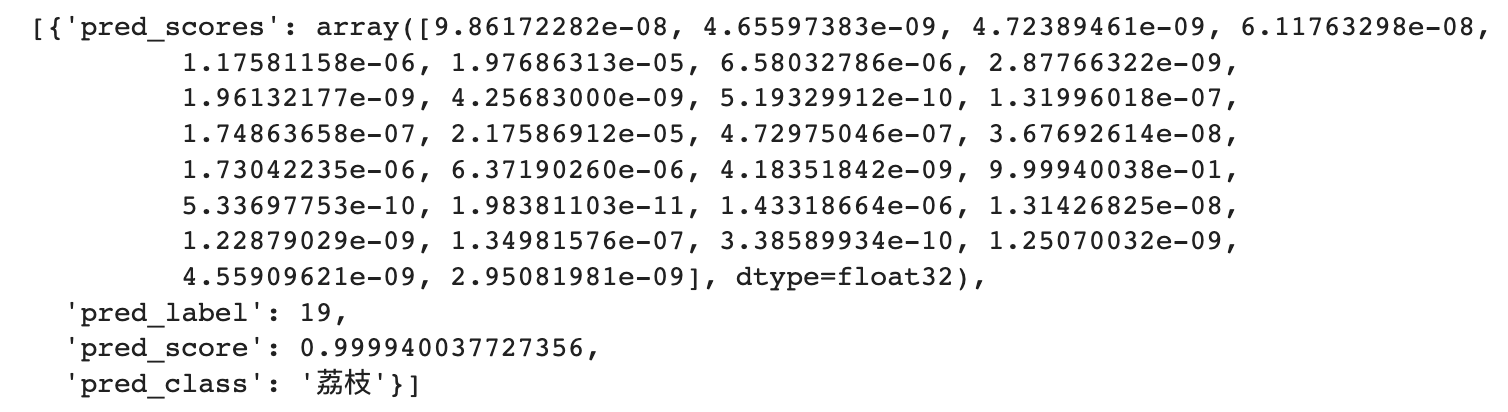 [{'pred_scores': array([9.86172282e-08, 4.65597383e-09, 4.72389461e-09, 6.11763298e-08,
1.17581158e-06, 1.97686313e-05, 6.58032786e-06, 2.87766322e-09,
1.96132177e-09, 4.25683000e-09, 5.19329912e-10, 1.31996018e-07,
1.74863658e-07, 2.17586912e-05, 4.72975046e-07, 3.67692614e-08,
1.73042235e-06, 6.37190260e-06, 4.18351842e-09, 9.99940038e-01,
5.33697753e-10, 1.98381103e-11, 1.43318664e-06, 1.31426825e-08,
1.22879029e-09, 1.34981576e-07, 3.38589934e-10, 1.25070032e-09,
4.55909621e-09, 2.95081981e-09], dtype=float32),
'pred_label': 19,
'pred_score': 0.999940037727356,
'pred_class': '荔枝'}]